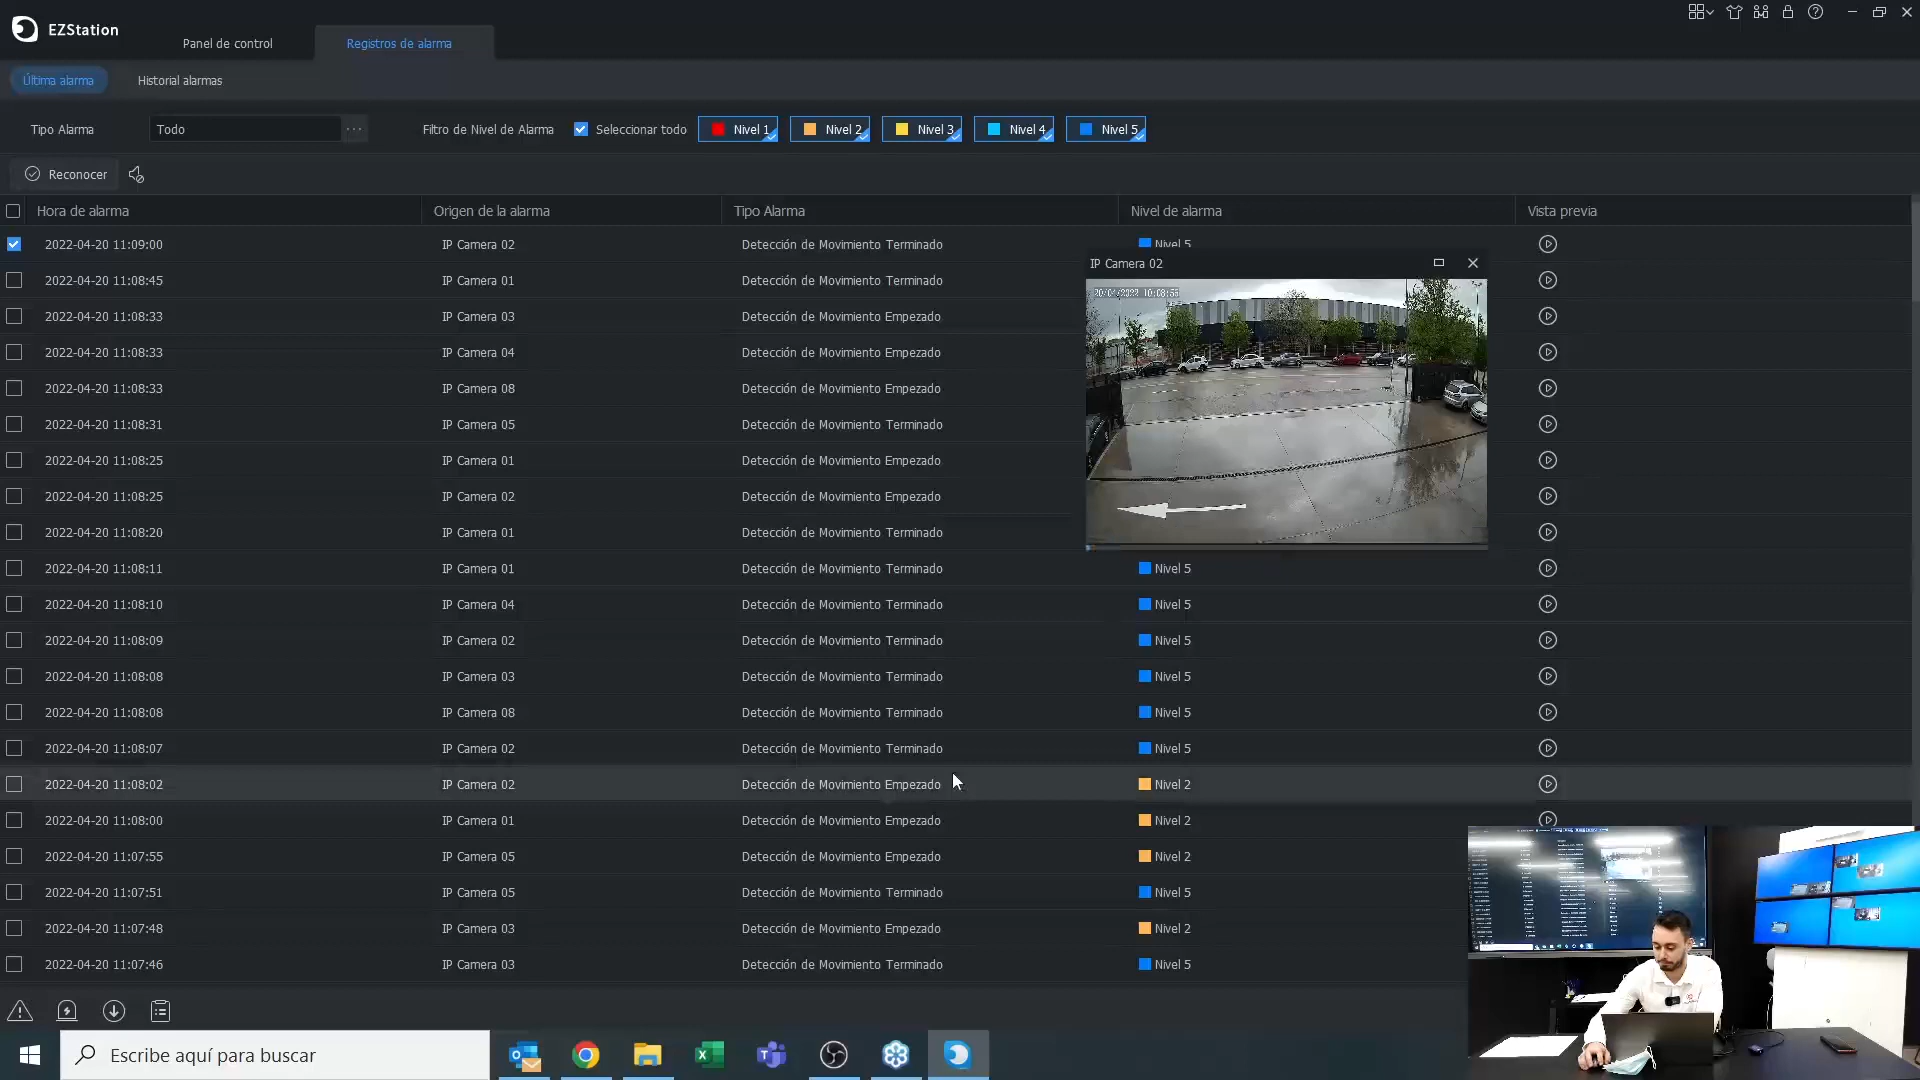 EZStation
Panel de control
Registros de alarma
Última alarma
Historial alarmas
Tipo Alarma
Todo
...
Filtro de Nivel de Alarma
Seleccionar todo
Nivel 1
Nivel 2
Nivel 3
Nivel 4
Nivel 5
Reconocer
Hora de alarma Origen de la alarma Tipo Alarma Nivel de alarma Vista previa
2022-04-20 11:09:00 IP Camera 02 Detección de Movimiento Terminado Nivel 5
2022-04-20 11:08:45 IP Camera 01 Detección de Movimiento Terminado
2022-04-20 11:08:33 IP Camera 03 Detección de Movimiento Empezado
2022-04-20 11:08:33 IP Camera 04 Detección de Movimiento Empezado
2022-04-20 11:08:33 IP Camera 08 Detección de Movimiento Empezado
2022-04-20 11:08:31 IP Camera 05 Detección de Movimiento Terminado
2022-04-20 11:08:25 IP Camera 01 Detección de Movimiento Empezado
2022-04-20 11:08:25 IP Camera 02 Detección de Movimiento Empezado
2022-04-20 11:08:20 IP Camera 01 Detección de Movimiento Terminado
2022-04-20 11:08:11 IP Camera 01 Detección de Movimiento Terminado Nivel 5
2022-04-20 11:08:10 IP Camera 04 Detección de Movimiento Terminado Nivel 5
2022-04-20 11:08:09 IP Camera 02 Detección de Movimiento Terminado Nivel 5
2022-04-20 11:08:08 IP Camera 03 Detección de Movimiento Terminado Nivel 5
2022-04-20 11:08:08 IP Camera 08 Detección de Movimiento Terminado Nivel 5
2022-04-20 11:08:07 IP Camera 02 Detección de Movimiento Terminado Nivel 5
2022-04-20 11:08:02 IP Camera 02 Detección de Movimiento Empezado Nivel 2
2022-04-20 11:08:00 IP Camera 01 Detección de Movimiento Empezado Nivel 2
2022-04-20 11:07:55 IP Camera 05 Detección de Movimiento Empezado Nivel 2
2022-04-20 11:07:51 IP Camera 05 Detección de Movimiento Terminado Nivel 5
2022-04-20 11:07:48 IP Camera 03 Detección de Movimiento Empezado Nivel 2
2022-04-20 11:07:46 IP Camera 03 Detección de Movimiento Terminado Nivel 5
IP Camera 02
Escribe aquí para buscar